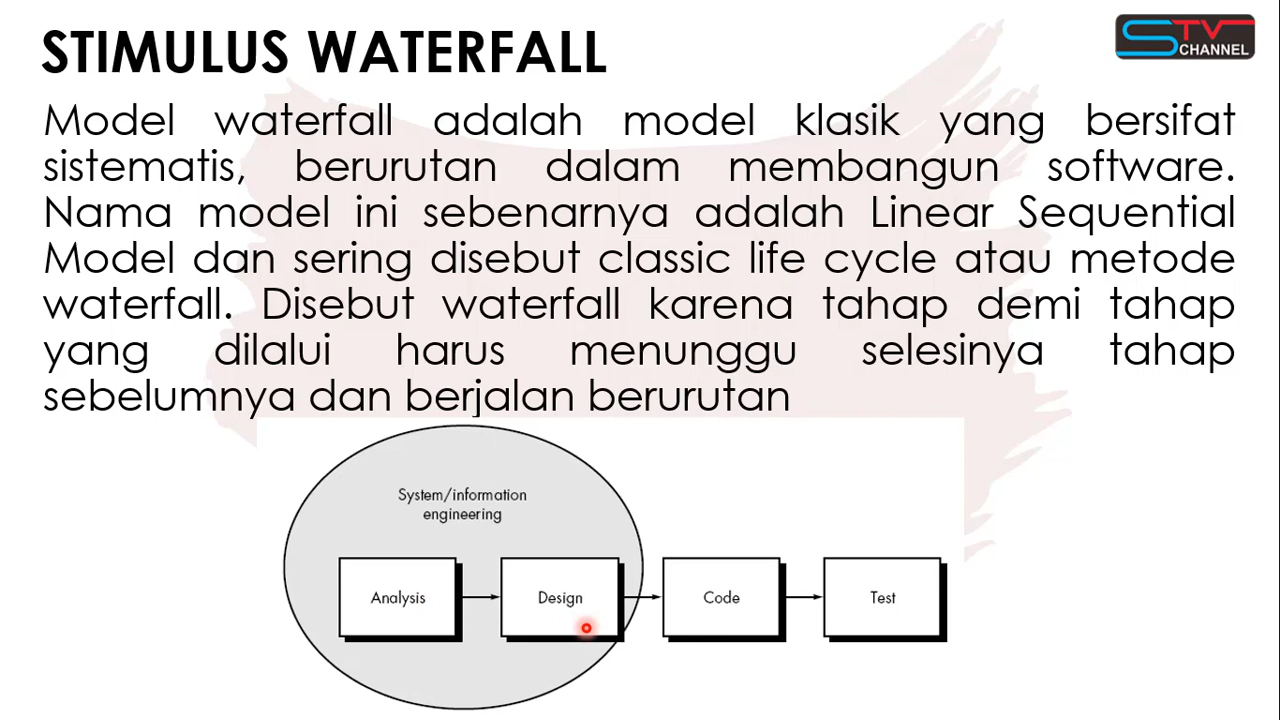 STIMULUS WATERFALL
STV CHANNEL
Model waterfall adalah model klasik yang bersifat
sistematis, berurutan dalam membangun software.
Nama model ini sebenarnya adalah Linear Sequential
Model dan sering disebut classic life cycle atau metode
waterfall. Disebut waterfall karena tahap demi tahap
yang dilalui harus menunggu selesinya tahap
sebelumnya dan berjalan berurutan
System/information
engineering
Analysis
Design
Code
Test